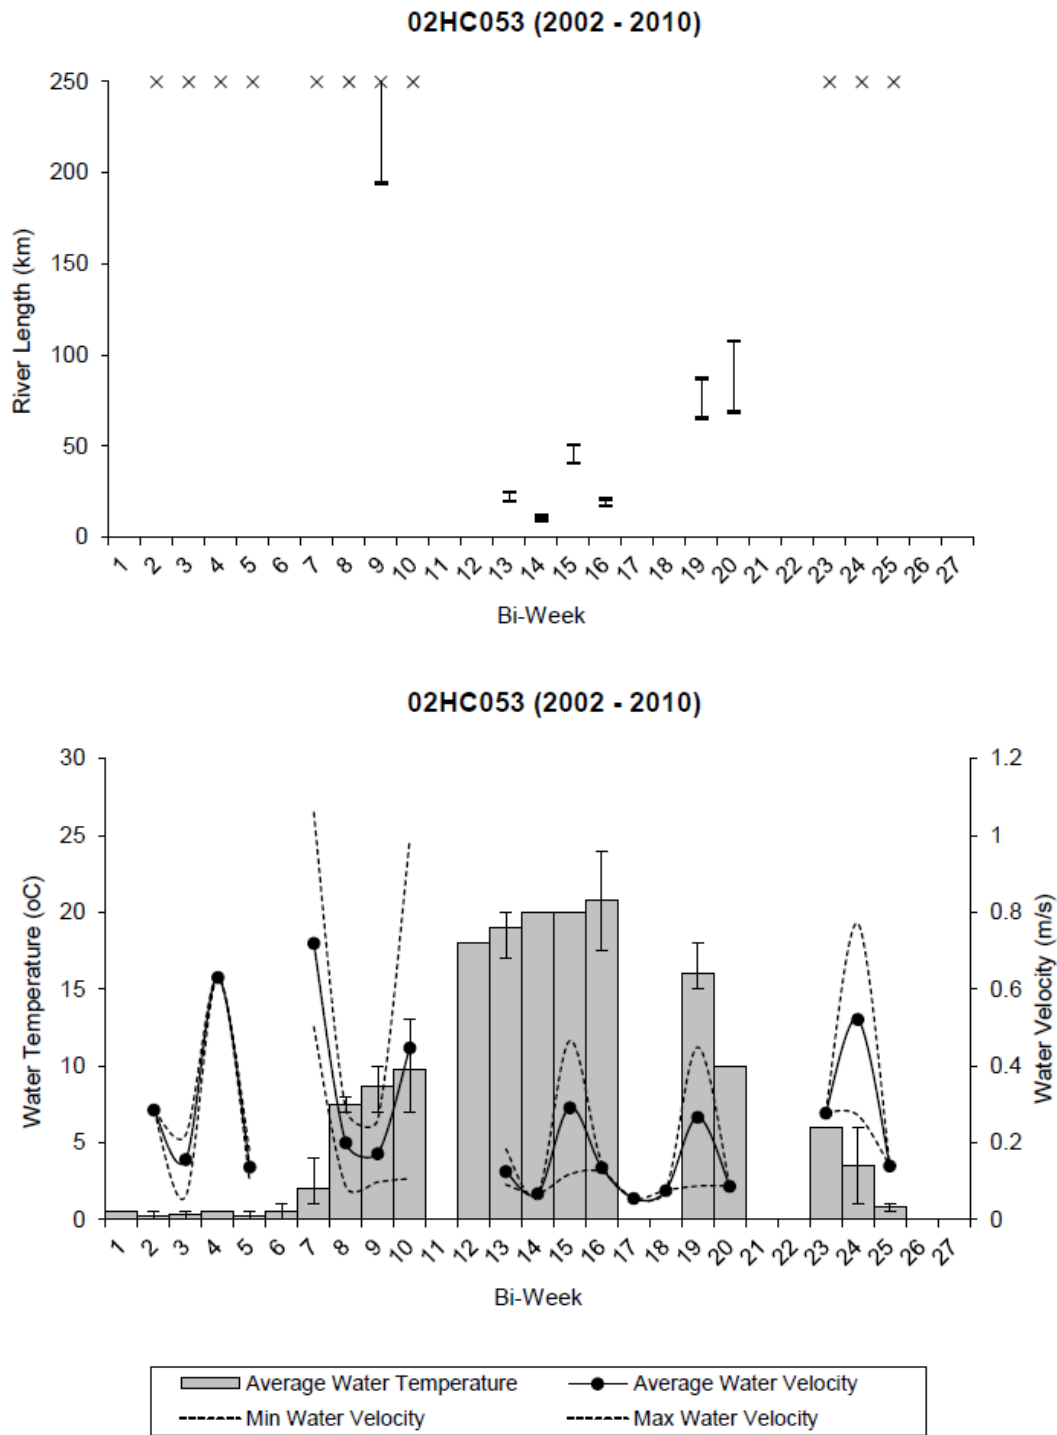 02HC053 (2002 - 2010)
250
200
150
100
50
0
River Length (km)
1 2 3 4 5 6 7 8 9 10 11 12 13 14 15 16 17 18 19 20 21 22 23 24 25 26 27
Bi-Week
02HC053 (2002 - 2010)
30
25
20
15
10
5
0
Water Temperature (oC)
1.2
1
0.8
0.6
0.4
0.2
0
Water Velocity (m/s)
1 2 3 4 5 6 7 8 9 10 11 12 13 14 15 16 17 18 19 20 21 22 23 24 25 26 27
Bi-Week
Average Water Temperature Average Water Velocity
Min Water Velocity Max Water Velocity